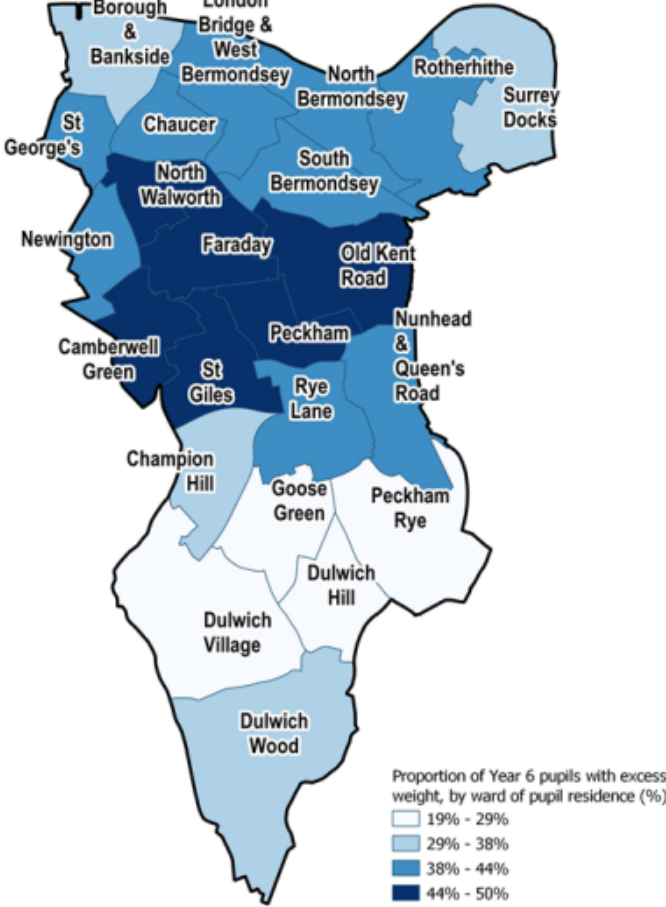 Borough
&
Bankside
London
Bridge &
West
Bermondsey
North
Bermondsey
Rotherhithe
Surrey
Docks
St
George's
Chaucer
South
Bermondsey
North
Walworth
Newington
Faraday
Old Kent
Road
Camberwell
Green
St
Giles
Peckham
Nunhead
&
Queen's
Road
Rye
Lane
Champion
Hill
Goose
Green
Peckham
Rye
Dulwich
Hill
Dulwich
Village
Dulwich
Wood
Proportion of Year 6 pupils with excess
weight, by ward of pupil residence (%)
19% - 29%
29% - 38%
38% - 44%
44% - 50%